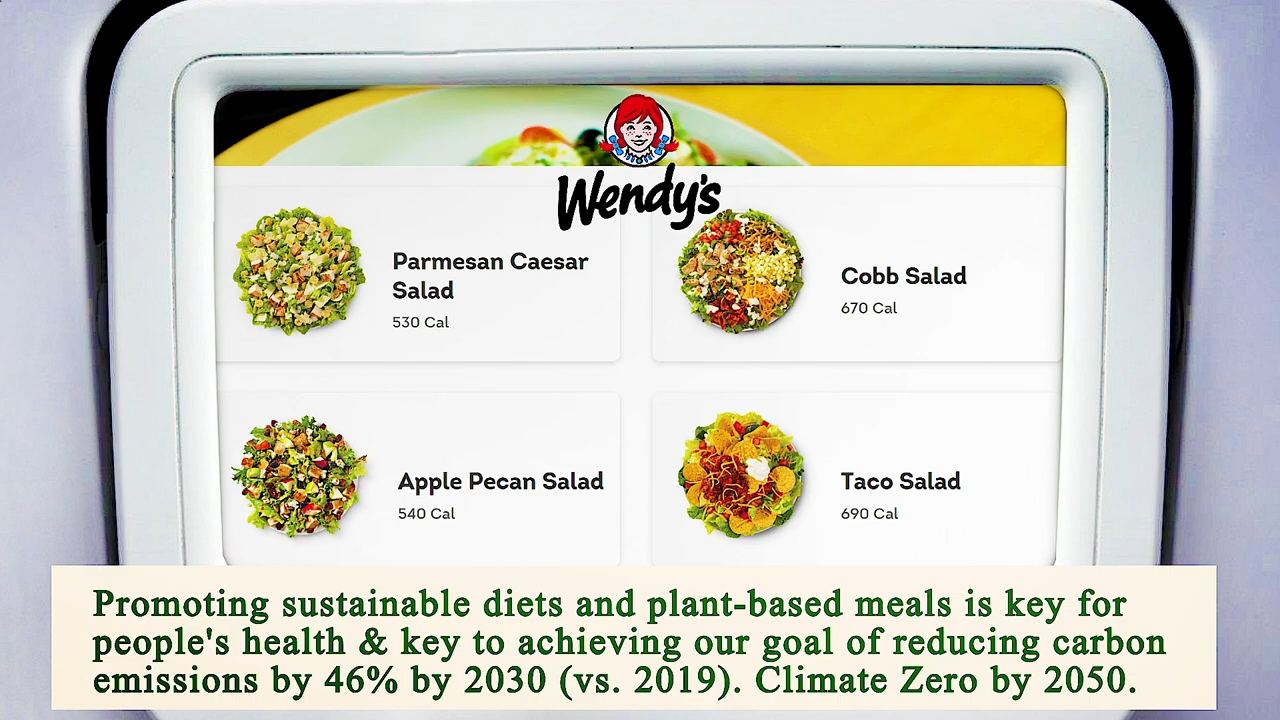 Wendy's
Parmesan Caesar
Salad
530 Cal
Cobb Salad
670 Cal
Apple Pecan Salad
540 Cal
Taco Salad
690 Cal
Promoting sustainable diets and plant-based meals is key for
people's health & key to achieving our goal of reducing carbon
emissions by 46% by 2030 (vs. 2019). Climate Zero by 2050.